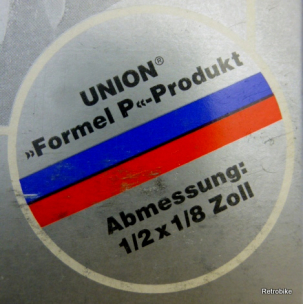 UNION®
»Formel P«-Produkt
Abmessung:
1/2 x 1/8 Zoll
Retrobike